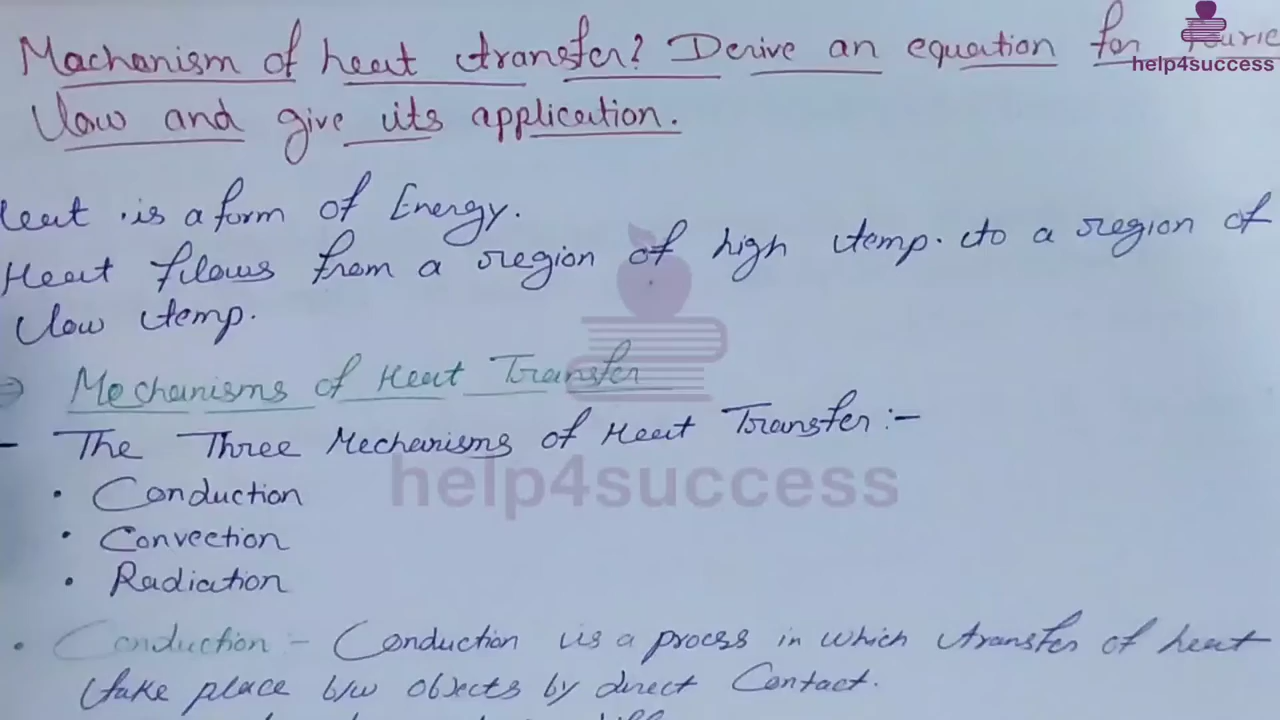 Machanism of heat transfer? Derive an equation for
help4success
law and give its application.
is a form of Energy.
Heat flows from a region of high temp. to a region of
low temp.
⇒ Mechanisms of Heat Transfer
- The Three Mechanisms of Heat Transfer:-
• Conduction
help4success
• Convection
• Radiation
• Conduction :- Conduction is a process in which transfer of heat
take place b/w objects by direct Contact.